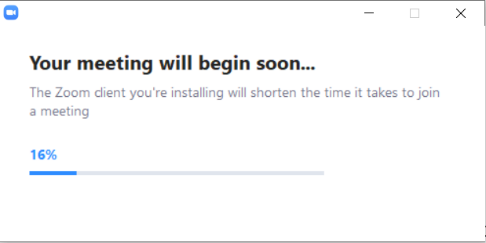 Your meeting will begin soon...
The Zoom client you're installing will shorten the time it takes to join
a meeting
16%